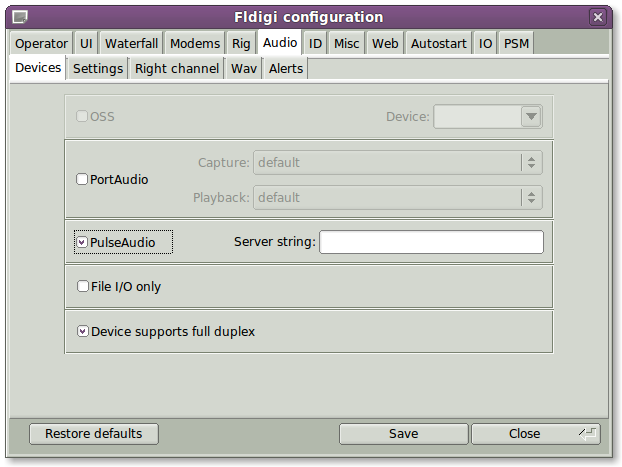 Fldigi configuration
Operator UI Waterfall Modems Rig Audio ID Misc Web Autostart IO PSM
Devices Settings Right channel Wav Alerts
OSS Device:
Capture: default
PortAudio
Playback: default
PulseAudio Server string:
File I/O only
Device supports full duplex
Restore defaults Save Close